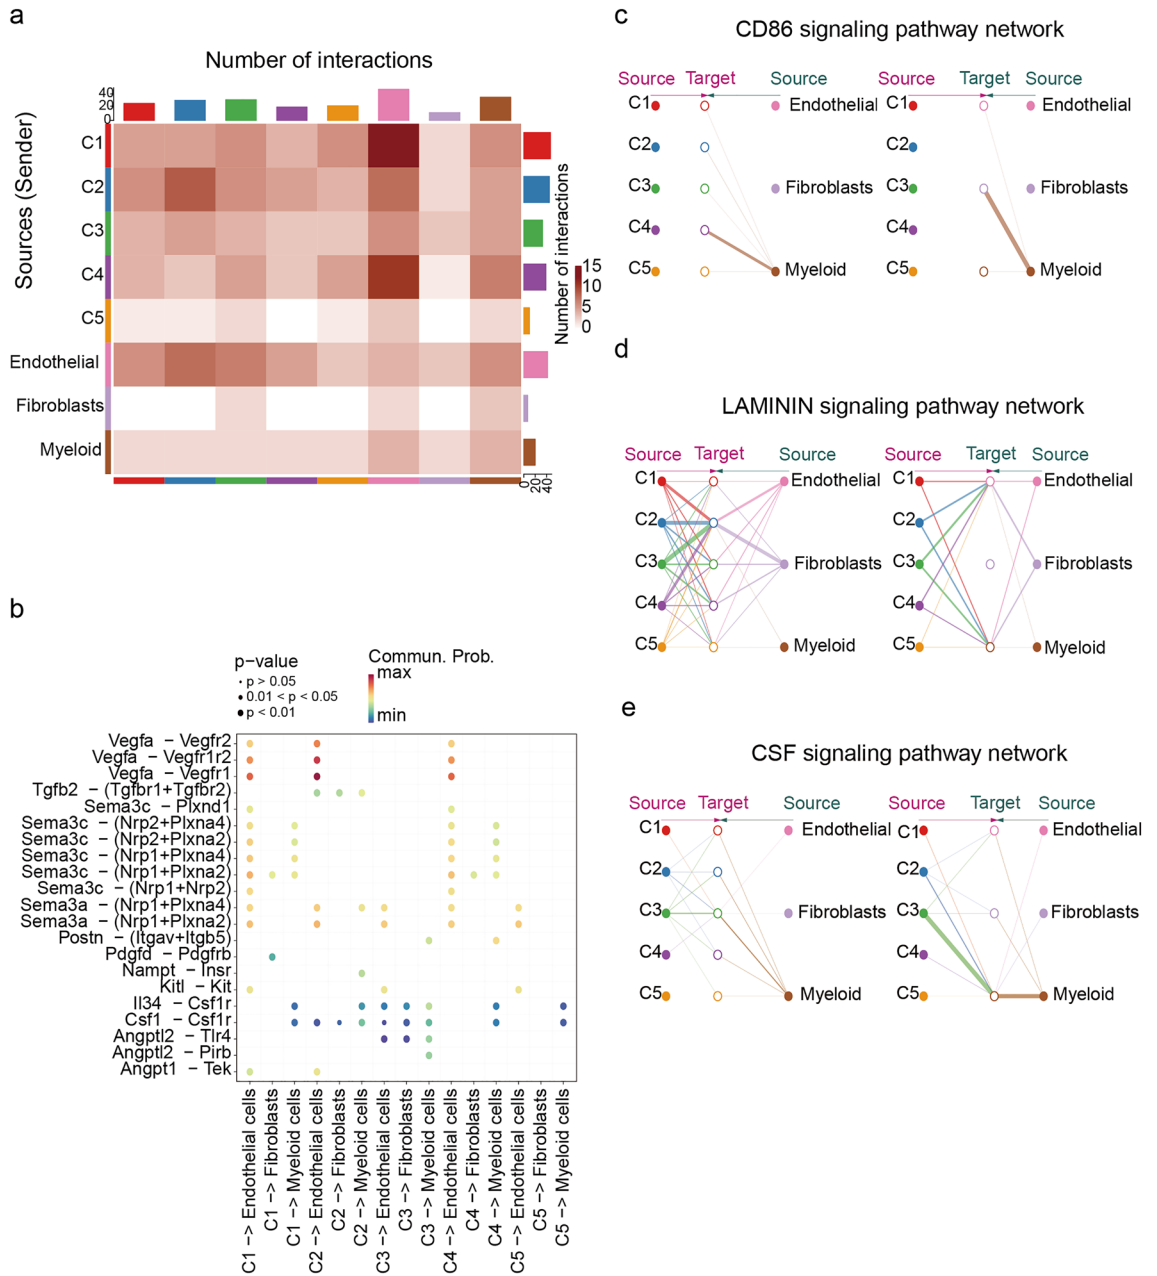 a
Number of interactions
40
20
0
Sources (Sender)
C1
C2
C3
C4
C5
Endothelial
Fibroblasts
Myeloid
0
20
40
Number of interactions
15
10
5
0
b
p−value
p > 0.05
0.01 < p < 0.05
p < 0.01
Commun. Prob.
max
min
Vegfa − Vegfr2
Vegfa − Vegfr1r2
Vegfa − Vegfr1
Tgfb2 − (Tgfbr1+Tgfbr2)
Sema3c − Plxnd1
Sema3c − (Nrp2+Plxna4)
Sema3c − (Nrp2+Plxna2)
Sema3c − (Nrp1+Plxna4)
Sema3c − (Nrp1+Plxna2)
Sema3c − (Nrp1+Nrp2)
Sema3a − (Nrp1+Plxna4)
Sema3a − (Nrp1+Plxna2)
Postn − (Itgav+Itgb5)
Pdgfd − Pdgfrb
Nampt − Insr
Kitl − Kit
Il34 − Csf1r
Csf1 − Csf1r
Angptl2 − Tlr4
Angptl2 − Pirb
Angpt1 − Tek
C1 −> Endothelial cells
C1 −> Fibroblasts
C1 −> Myeloid cells
C2 −> Endothelial cells
C2 −> Fibroblasts
C2 −> Myeloid cells
C3 −> Endothelial cells
C3 −> Fibroblasts
C3 −> Myeloid cells
C4 −> Endothelial cells
C4 −> Fibroblasts
C4 −> Myeloid cells
C5 −> Endothelial cells
C5 −> Fibroblasts
C5 −> Myeloid cells
c
CD86 signaling pathway network
Source Target Source Source Target Source
C1 Endothelial C1 Endothelial
C2 C2
C3 Fibroblasts C3 Fibroblasts
C4 C4
C5 Myeloid C5 Myeloid
d
LAMININ signaling pathway network
Source Target Source Source Target Source
C1 Endothelial C1 Endothelial
C2 C2
C3 Fibroblasts C3 Fibroblasts
C4 C4
C5 Myeloid C5 Myeloid
e
CSF signaling pathway network
Source Target Source Source Target Source
C1 Endothelial C1 Endothelial
C2 C2
C3 Fibroblasts C3 Fibroblasts
C4 C4
C5 Myeloid C5 Myeloid